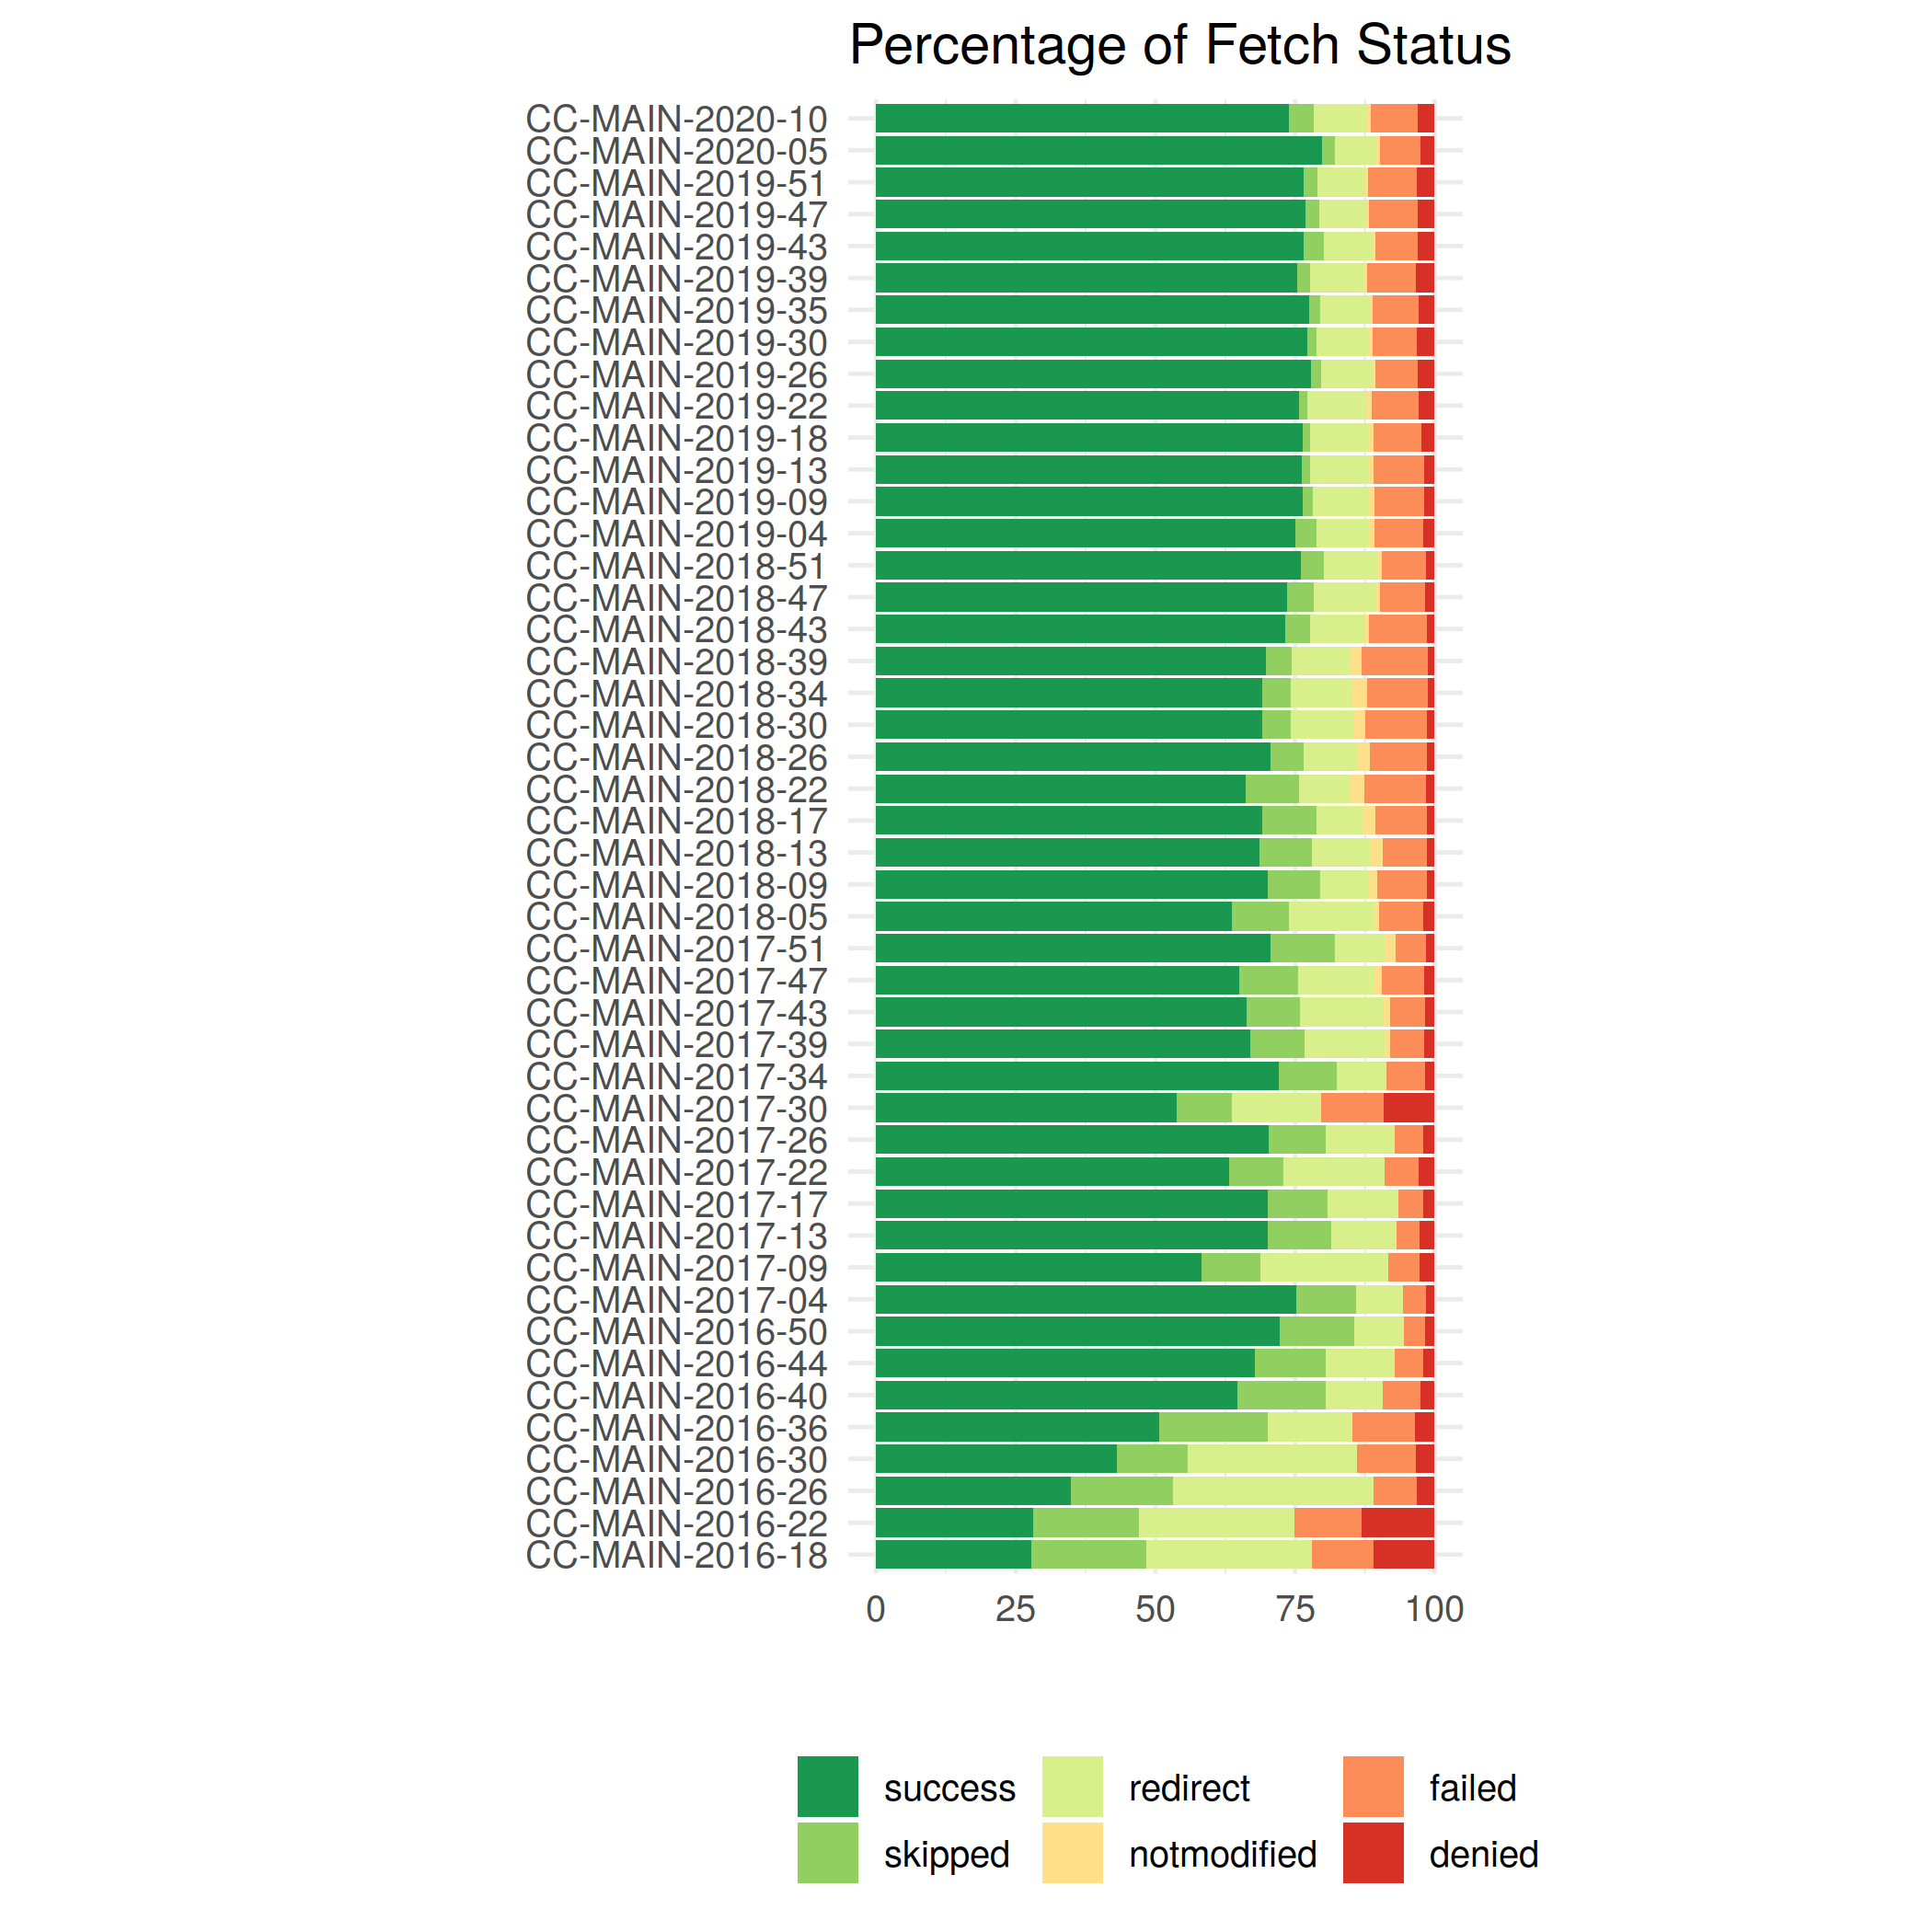 Percentage of Fetch Status
CC-MAIN-2020-10
CC-MAIN-2020-05
CC-MAIN-2019-51
CC-MAIN-2019-47
CC-MAIN-2019-43
CC-MAIN-2019-39
CC-MAIN-2019-35
CC-MAIN-2019-30
CC-MAIN-2019-26
CC-MAIN-2019-22
CC-MAIN-2019-18
CC-MAIN-2019-13
CC-MAIN-2019-09
CC-MAIN-2019-04
CC-MAIN-2018-51
CC-MAIN-2018-47
CC-MAIN-2018-43
CC-MAIN-2018-39
CC-MAIN-2018-34
CC-MAIN-2018-30
CC-MAIN-2018-26
CC-MAIN-2018-22
CC-MAIN-2018-17
CC-MAIN-2018-13
CC-MAIN-2018-09
CC-MAIN-2018-05
CC-MAIN-2017-51
CC-MAIN-2017-47
CC-MAIN-2017-43
CC-MAIN-2017-39
CC-MAIN-2017-34
CC-MAIN-2017-30
CC-MAIN-2017-26
CC-MAIN-2017-22
CC-MAIN-2017-17
CC-MAIN-2017-13
CC-MAIN-2017-09
CC-MAIN-2017-04
CC-MAIN-2016-50
CC-MAIN-2016-44
CC-MAIN-2016-40
CC-MAIN-2016-36
CC-MAIN-2016-30
CC-MAIN-2016-26
CC-MAIN-2016-22
CC-MAIN-2016-18
0 25 50 75 100
success redirect failed
skipped notmodified denied